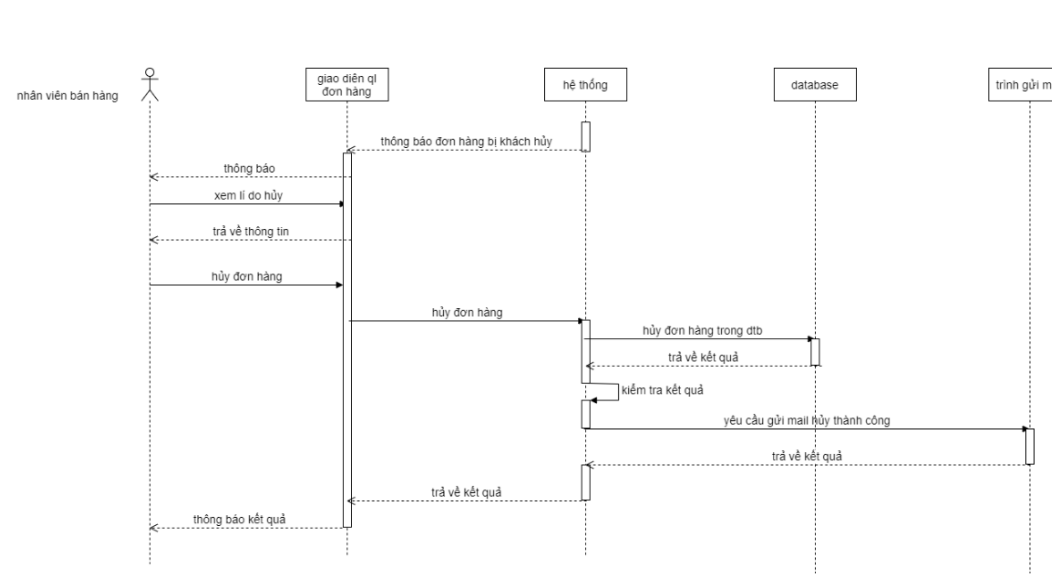 nhân viên bán hàng
giao diện ql
đơn hàng
hệ thống
database
trình gửi m
thông báo đơn hàng bị khách hủy
thông báo
xem lí do hủy
trả về thông tin
hủy đơn hàng
hủy đơn hàng
hủy đơn hàng trong dtb
trả về kết quả
kiểm tra kết quả
yêu cầu gửi mail hủy thành công
trả về kết quả
trả về kết quả
thông báo kết quả